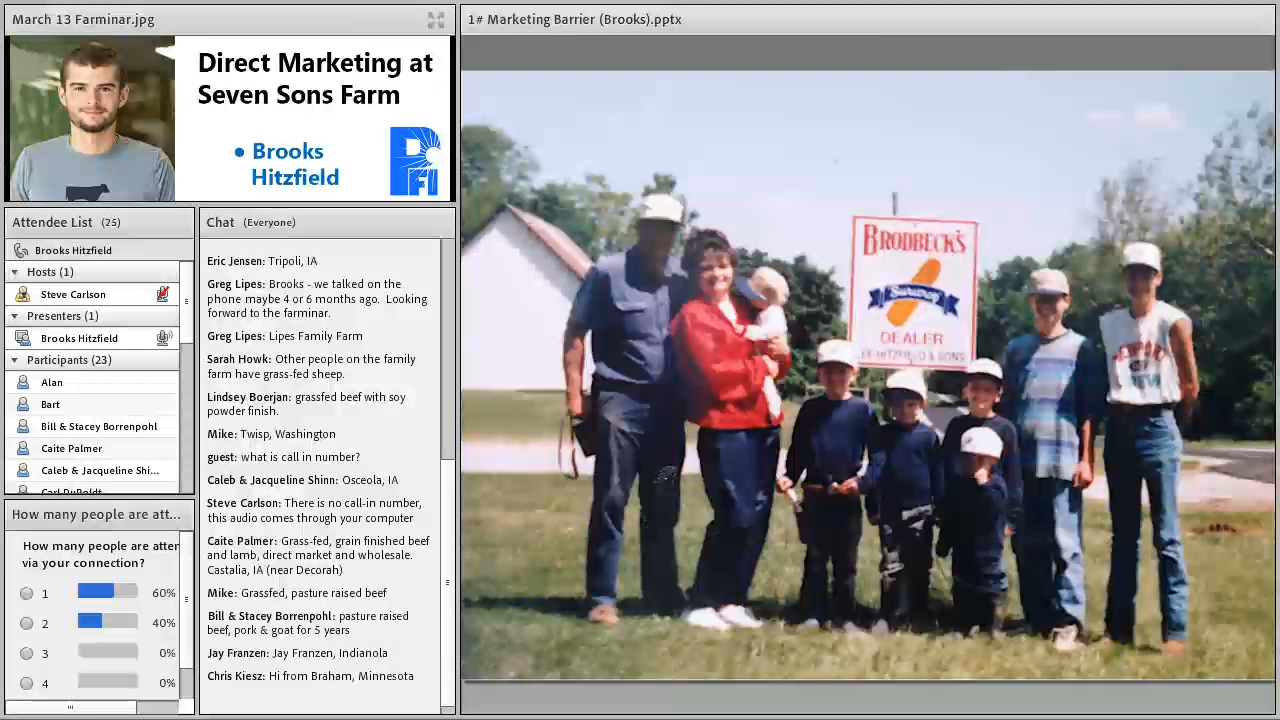 March 13 Farminar.jpg
Direct Marketing at
Seven Sons Farm
• Brooks
Hitzfield
PFI
Attendee List (25)
Brooks Hitzfield
Hosts (1)
Steve Carlson
Presenters (1)
Brooks Hitzfield
Participants (23)
Alan
Bart
Bill & Stacey Borrenpohl
Caite Palmer
Caleb & Jacqueline Shi...
How many people are att...
How many people are atter
via your connection?
1 60%
2 40%
3 0%
4 0%
Chat (Everyone)
Eric Jensen: Tripoli, IA
Greg Lipes: Brooks - we talked on the
phone maybe 4 or 6 months ago. Looking
forward to the farminar.
Greg Lipes: Lipes Family Farm
Sarah Howk: Other people on the family
farm have grass-fed sheep.
Lindsey Boerjan: grassfed beef with soy
powder finish.
Mike: Twisp, Washington
guest: what is call in number?
Caleb & Jacqueline Shinn: Osceola, IA
Steve Carlson: There is no call-in number,
this audio comes through your computer
Caite Palmer: Grass-fed, grain finished beef
and lamb, direct market and wholesale.
Castalia, IA (near Decorah)
Mike: Grassfed, pasture raised beef
Bill & Stacey Borrenpohl: pasture raised
beef, pork & goat for 5 years
Jay Franzen: Jay Franzen, Indianola
Chris Kiesz: Hi from Braham, Minnesota
1# Marketing Barrier (Brooks).pptx
BRODBECK'S
DEALER
HITZFIELD & SONS